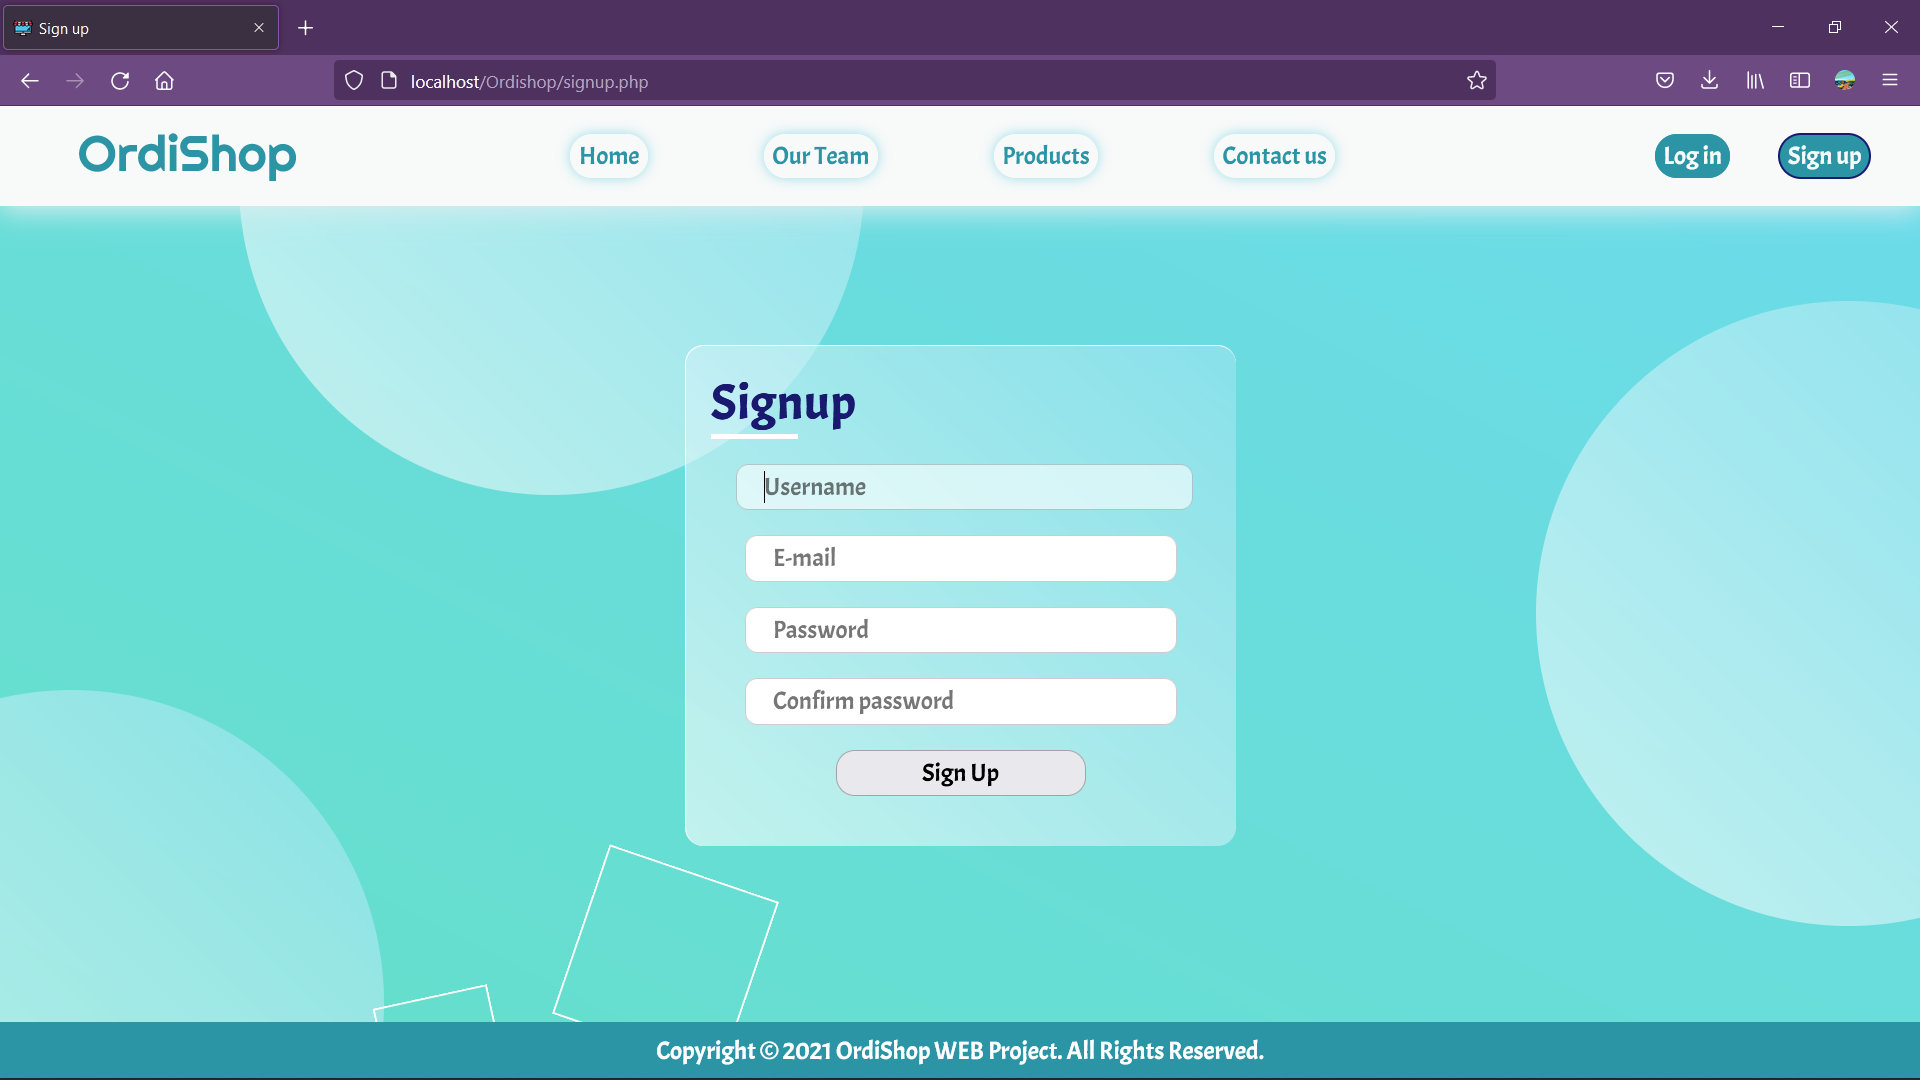 Sign up
localhost/Ordishop/signup.php
OrdiShop
Home
Our Team
Products
Contact us
Log in
Sign up
Signup
Username
E-mail
Password
Confirm password
Sign Up
Copyright © 2021 OrdiShop WEB Project. All Rights Reserved.